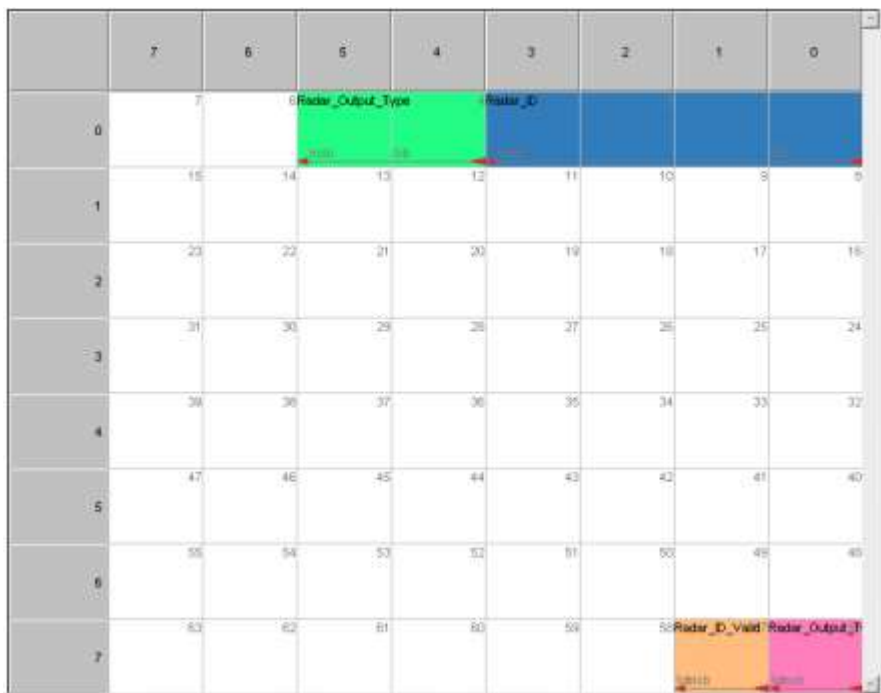 7 6 5 4 3 2 1 0
0 7 6 Radar_Output_Type 4 Radar_ID
1 15 14 13 12 11 10 9 8
2 23 22 21 20 19 18 17 16
3 31 30 29 28 27 26 25 24
4 39 38 37 36 35 34 33 32
5 47 46 45 44 43 42 41 40
6 55 54 53 52 51 50 49 48
7 63 62 61 60 59 58 Radar_ID_Valid Radar_Output_T